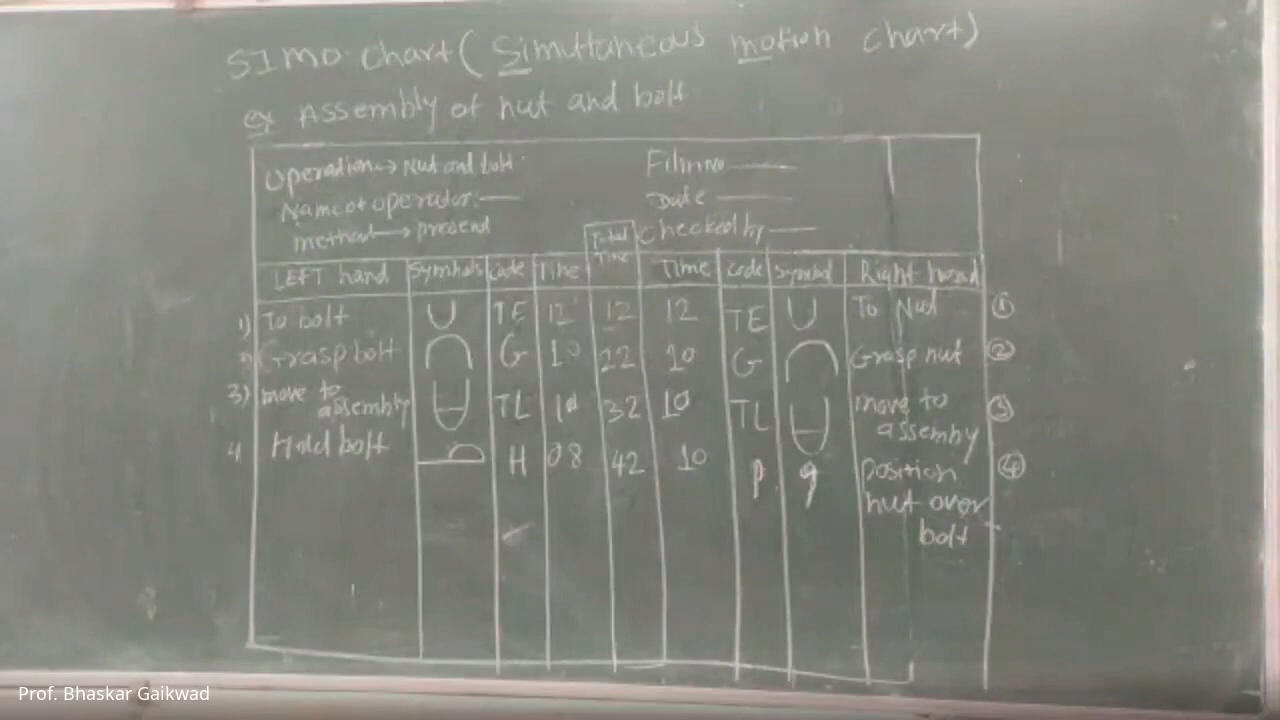 SIMO chart ( Simultaneous motion chart)
ex Assembly of nut and bolt
Operation → Nut and bolt
Name of operator: —
method → present
Film no —
Date —
Checked by —
LEFT hand Symbols Code Time Total Time Time Code Symbol Right hand
1) To bolt U TE 12 12 12 TE U To Nut 1
2) Grasp bolt G 10 22 10 G Grasp nut 2
3) move to assembly TL 10 32 10 TL move to assemby 3
4 Hold bolt H 08 42 10 P 9 position nut over bolt 4
Prof. Bhaskar Gaikwad